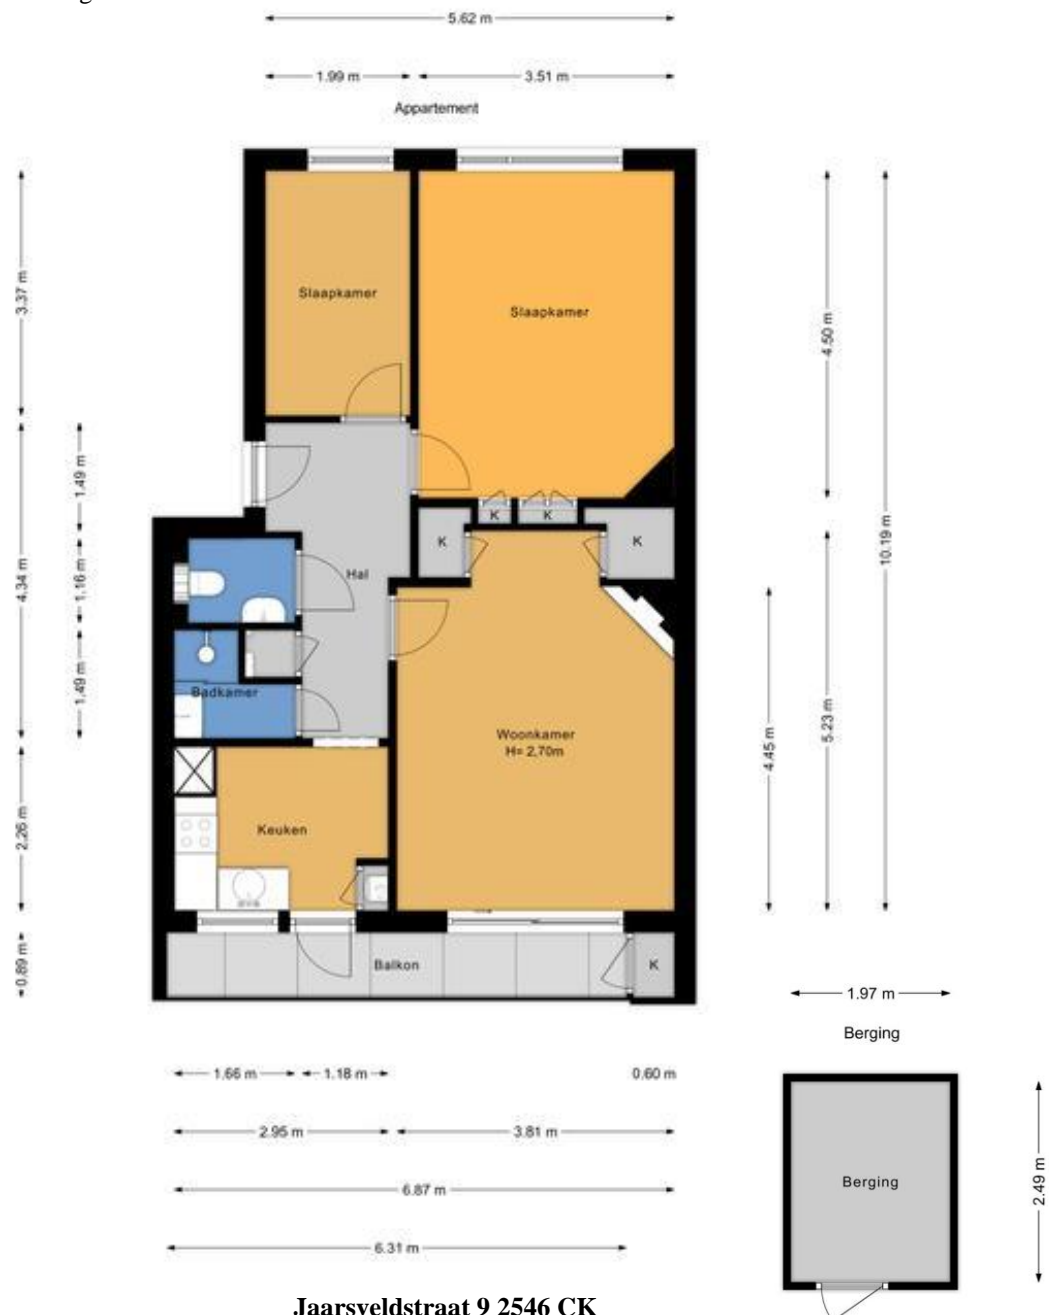 5.62 m
1.99 m
3.51 m
Appartement
3.37 m
Slaapkamer
Slaapkamer
4.50 m
1.49 m
K
K
K
K
10.19 m
4.34 m
1.16 m
Hal
1.49 m
Badkamer
Woonkamer
H= 2,70m
4.45 m
5.23 m
2.26 m
Keuken
0.89 m
Balkon
K
1.97 m
Berging
1.66 m
1.18 m
0.60 m
2.95 m
3.81 m
Berging
2.49 m
6.87 m
6.31 m
Jaarsveldstraat 9 2546 CK